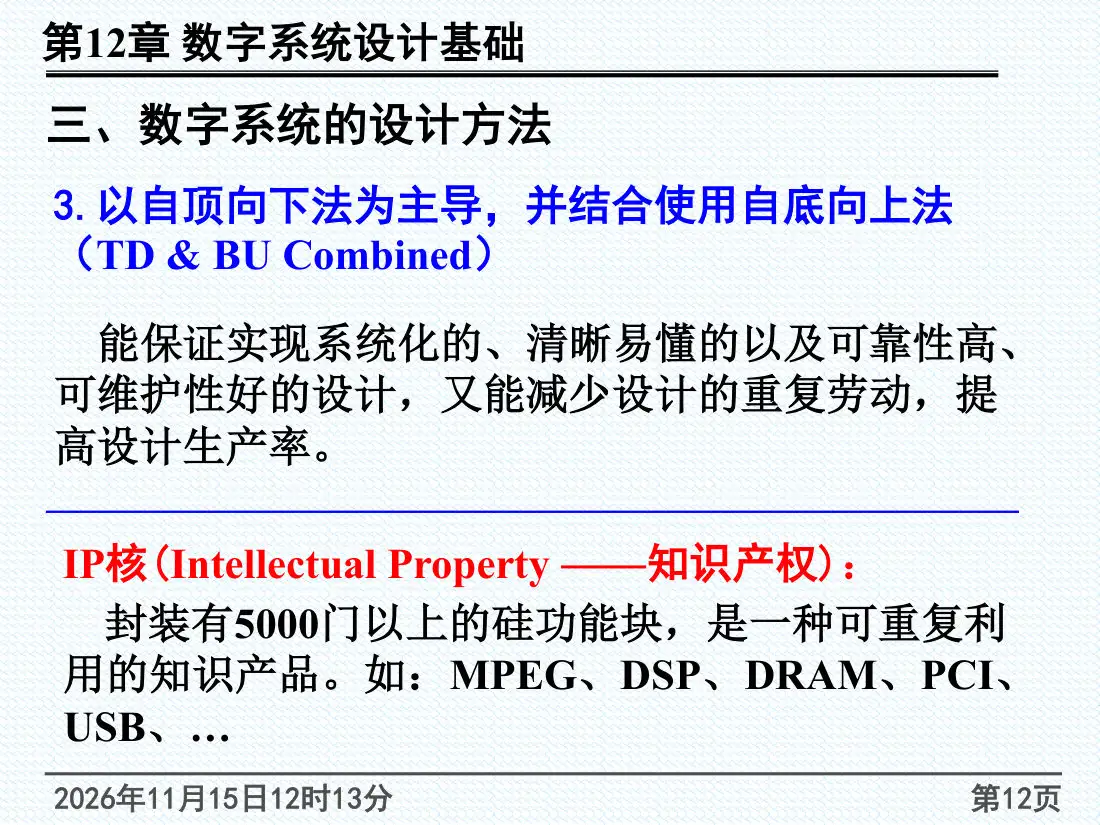 第12章 数字系统设计基础
三、数字系统的设计方法
3.以自顶向下法为主导，并结合使用自底向上法
（TD & BU Combined）
能保证实现系统化的、清晰易懂的以及可靠性高、
可维护性好的设计，又能减少设计的重复劳动，提
高设计生产率。
IP核(Intellectual Property ——知识产权)：
封装有5000门以上的硅功能块，是一种可重复利
用的知识产品。如：MPEG、DSP、DRAM、PCI、
USB、…
2026年11月15日12时13分
第12页